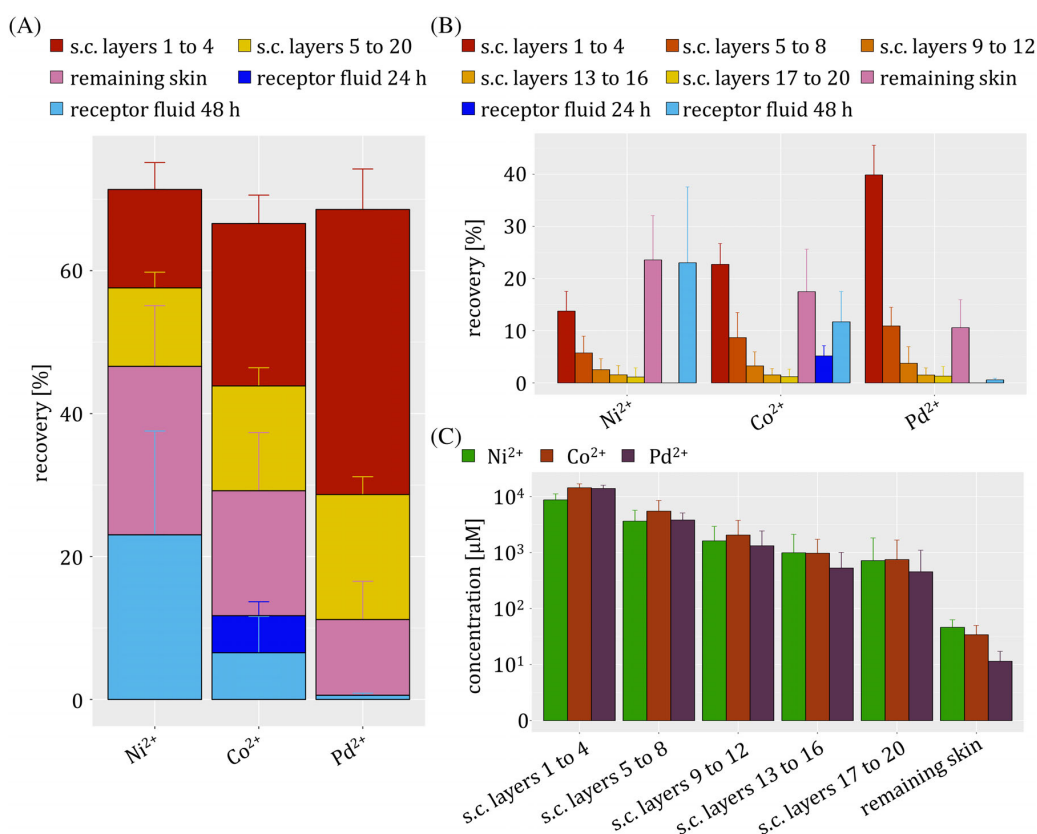 (A)
s.c. layers 1 to 4 s.c. layers 5 to 20
remaining skin receptor fluid 24 h
receptor fluid 48 h
recovery [%]
60
40
20
0
Ni²⁺ Co²⁺ Pd²⁺
(B)
s.c. layers 1 to 4 s.c. layers 5 to 8 s.c. layers 9 to 12
s.c. layers 13 to 16 s.c. layers 17 to 20 remaining skin
receptor fluid 24 h receptor fluid 48 h
recovery [%]
40
30
20
10
0
Ni²⁺ Co²⁺ Pd²⁺
(C)
Ni²⁺ Co²⁺ Pd²⁺
concentration [µM]
10⁴
10³
10²
10¹
0
s.c. layers 1 to 4
s.c. layers 5 to 8
s.c. layers 9 to 12
s.c. layers 13 to 16
s.c. layers 17 to 20
remaining skin